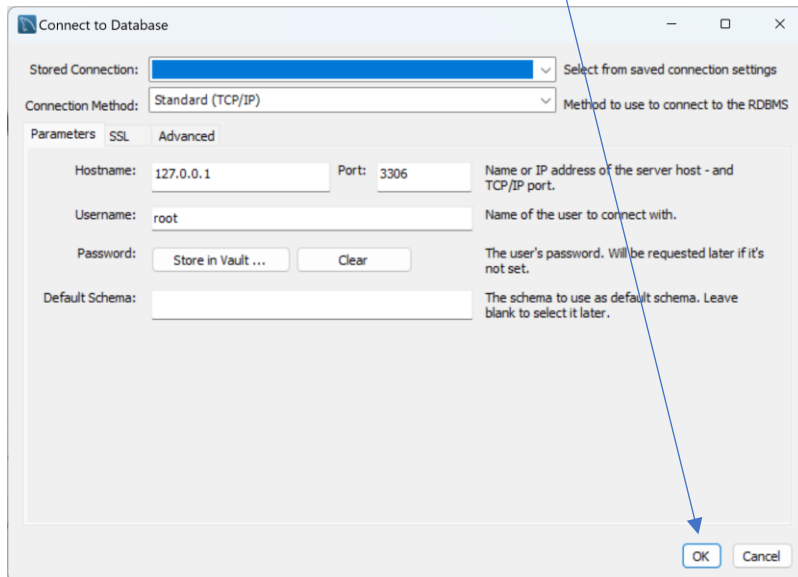 Connect to Database
Stored Connection:
Select from saved connection settings
Connection Method: Standard (TCP/IP)
Method to use to connect to the RDBMS
Parameters SSL Advanced
Hostname: 127.0.0.1 Port: 3306
Name or IP address of the server host - and
TCP/IP port.
Username: root
Name of the user to connect with.
Password: Store in Vault ... Clear
The user's password. Will be requested later if it's
not set.
Default Schema:
The schema to use as default schema. Leave
blank to select it later.
OK Cancel